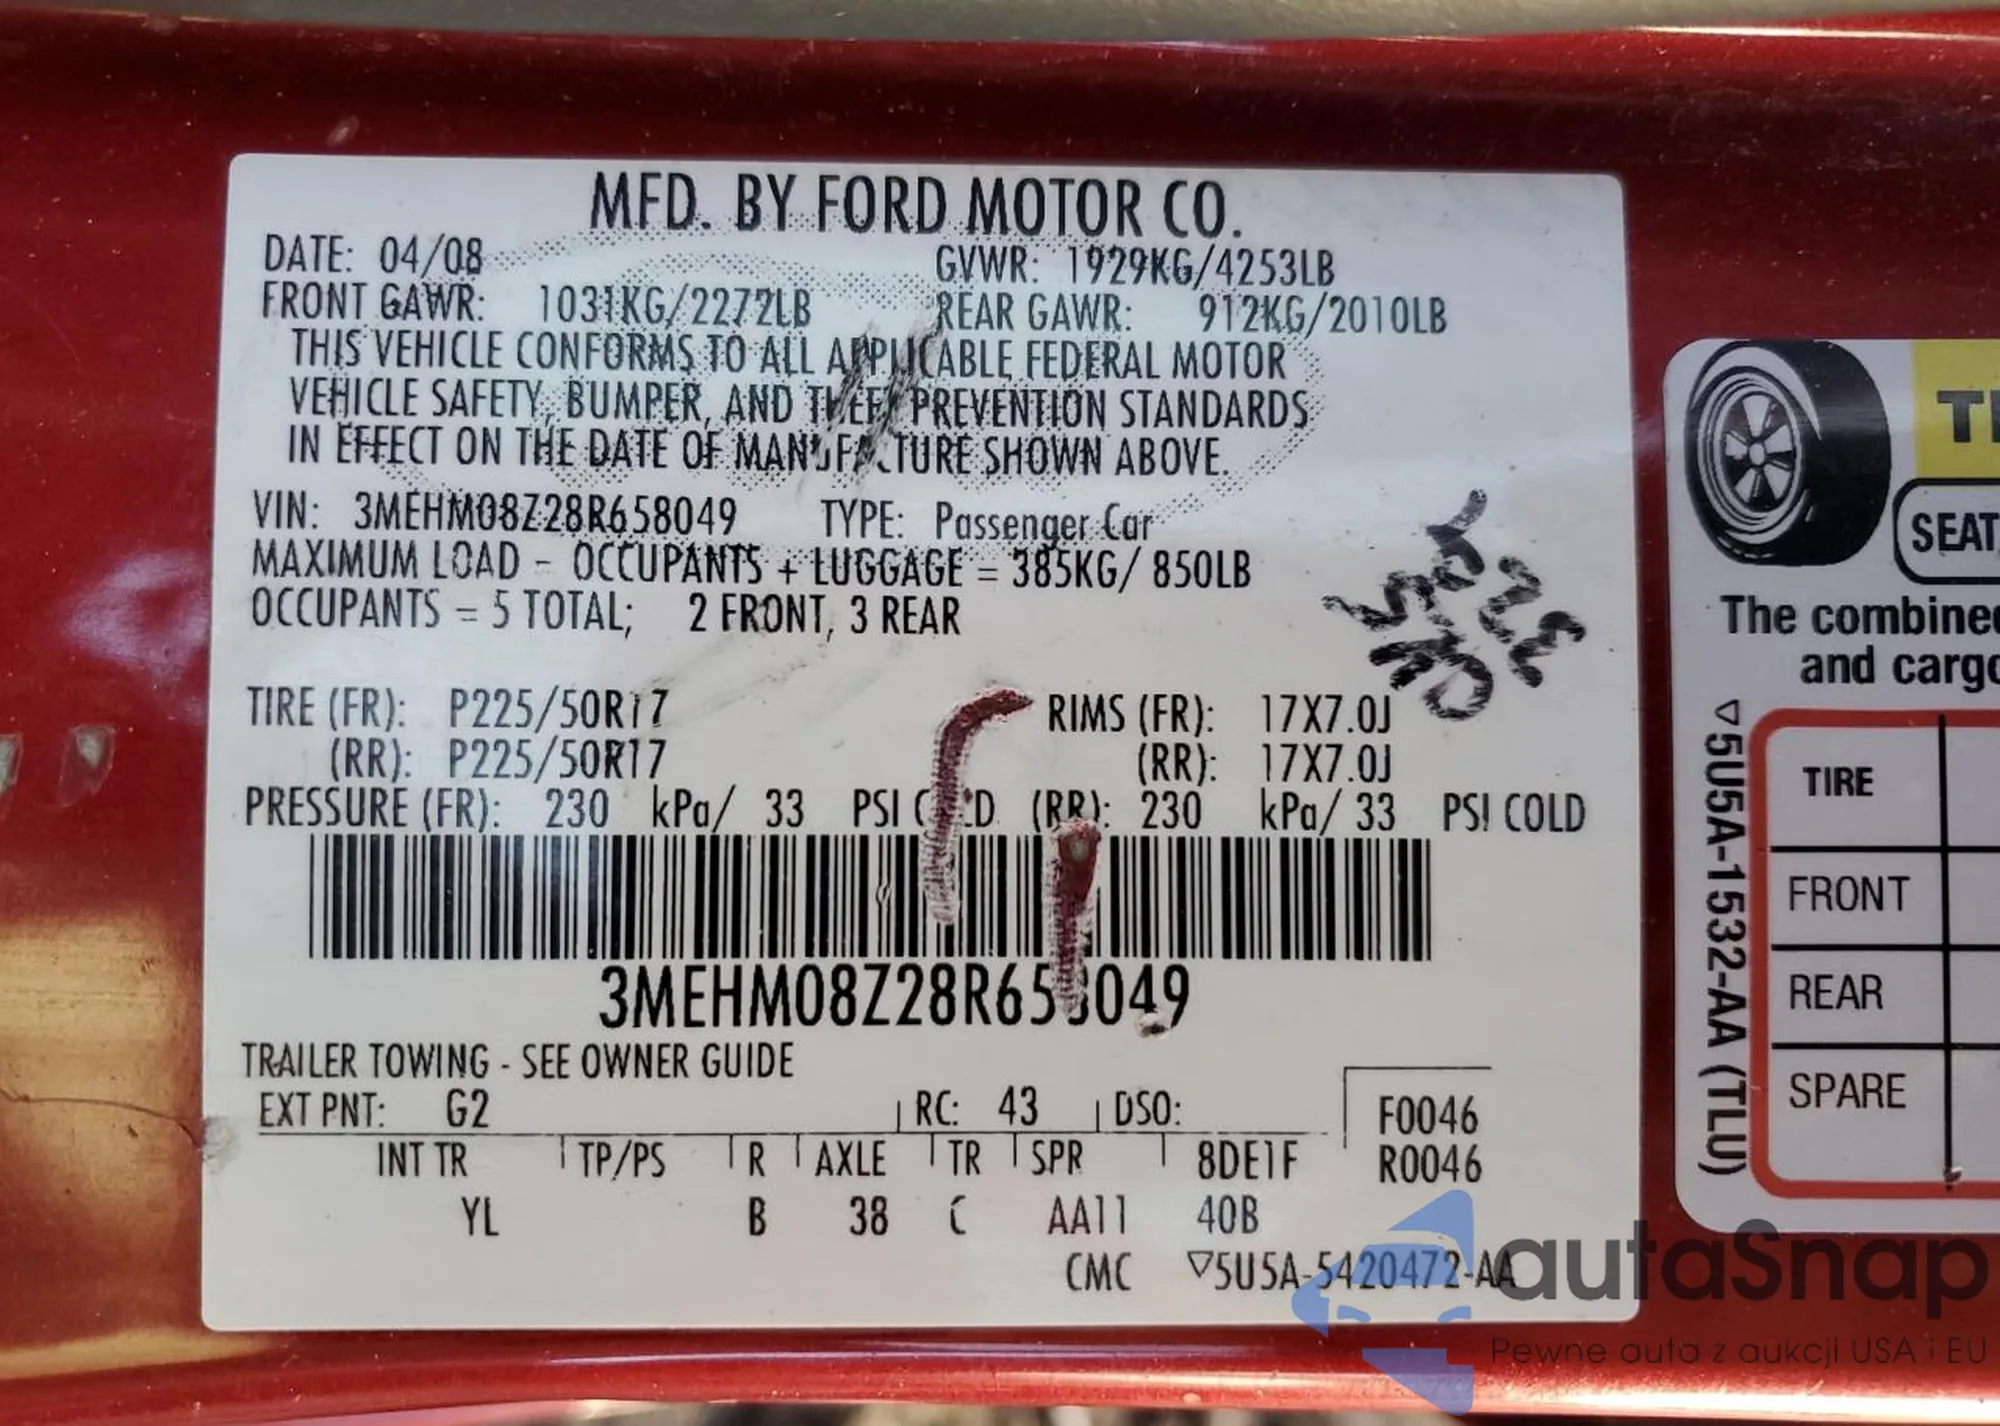 MFD. BY FORD MOTOR CO.
DATE: 04/08 GVWR: 1929KG/4253LB
FRONT GAWR: 1031KG/2272LB REAR GAWR: 912KG/2010LB
THIS VEHICLE CONFORMS TO ALL APPLICABLE FEDERAL MOTOR
VEHICLE SAFETY, BUMPER, AND THEFT PREVENTION STANDARDS
IN EFFECT ON THE DATE OF MANUFACTURE SHOWN ABOVE.
VIN: 3MEHM08Z28R658049 TYPE: Passenger Car
MAXIMUM LOAD - OCCUPANTS + LUGGAGE = 385KG/ 850LB
OCCUPANTS = 5 TOTAL; 2 FRONT, 3 REAR
TIRE (FR): P225/50R17 RIMS (FR): 17X7.0J
(RR): P225/50R17 (RR): 17X7.0J
PRESSURE (FR): 230 kPa/ 33 PSI COLD (RR): 230 kPa/ 33 PSI COLD
3MEHM08Z28R658049
TRAILER TOWING - SEE OWNER GUIDE
EXT PNT: G2 RC: 43 DSO: F0046
INT TR TP/PS R AXLE TR SPR 8DE1F R0046
YL B 38 C AA11 40B
CMC ▽5U5A-5420472-AA
SEAT
The combined
and cargo
▽5U5A-1532-AA (TLU)
TIRE
FRONT
REAR
SPARE
autaSnap
Pewne auta z aukcji USA i EU